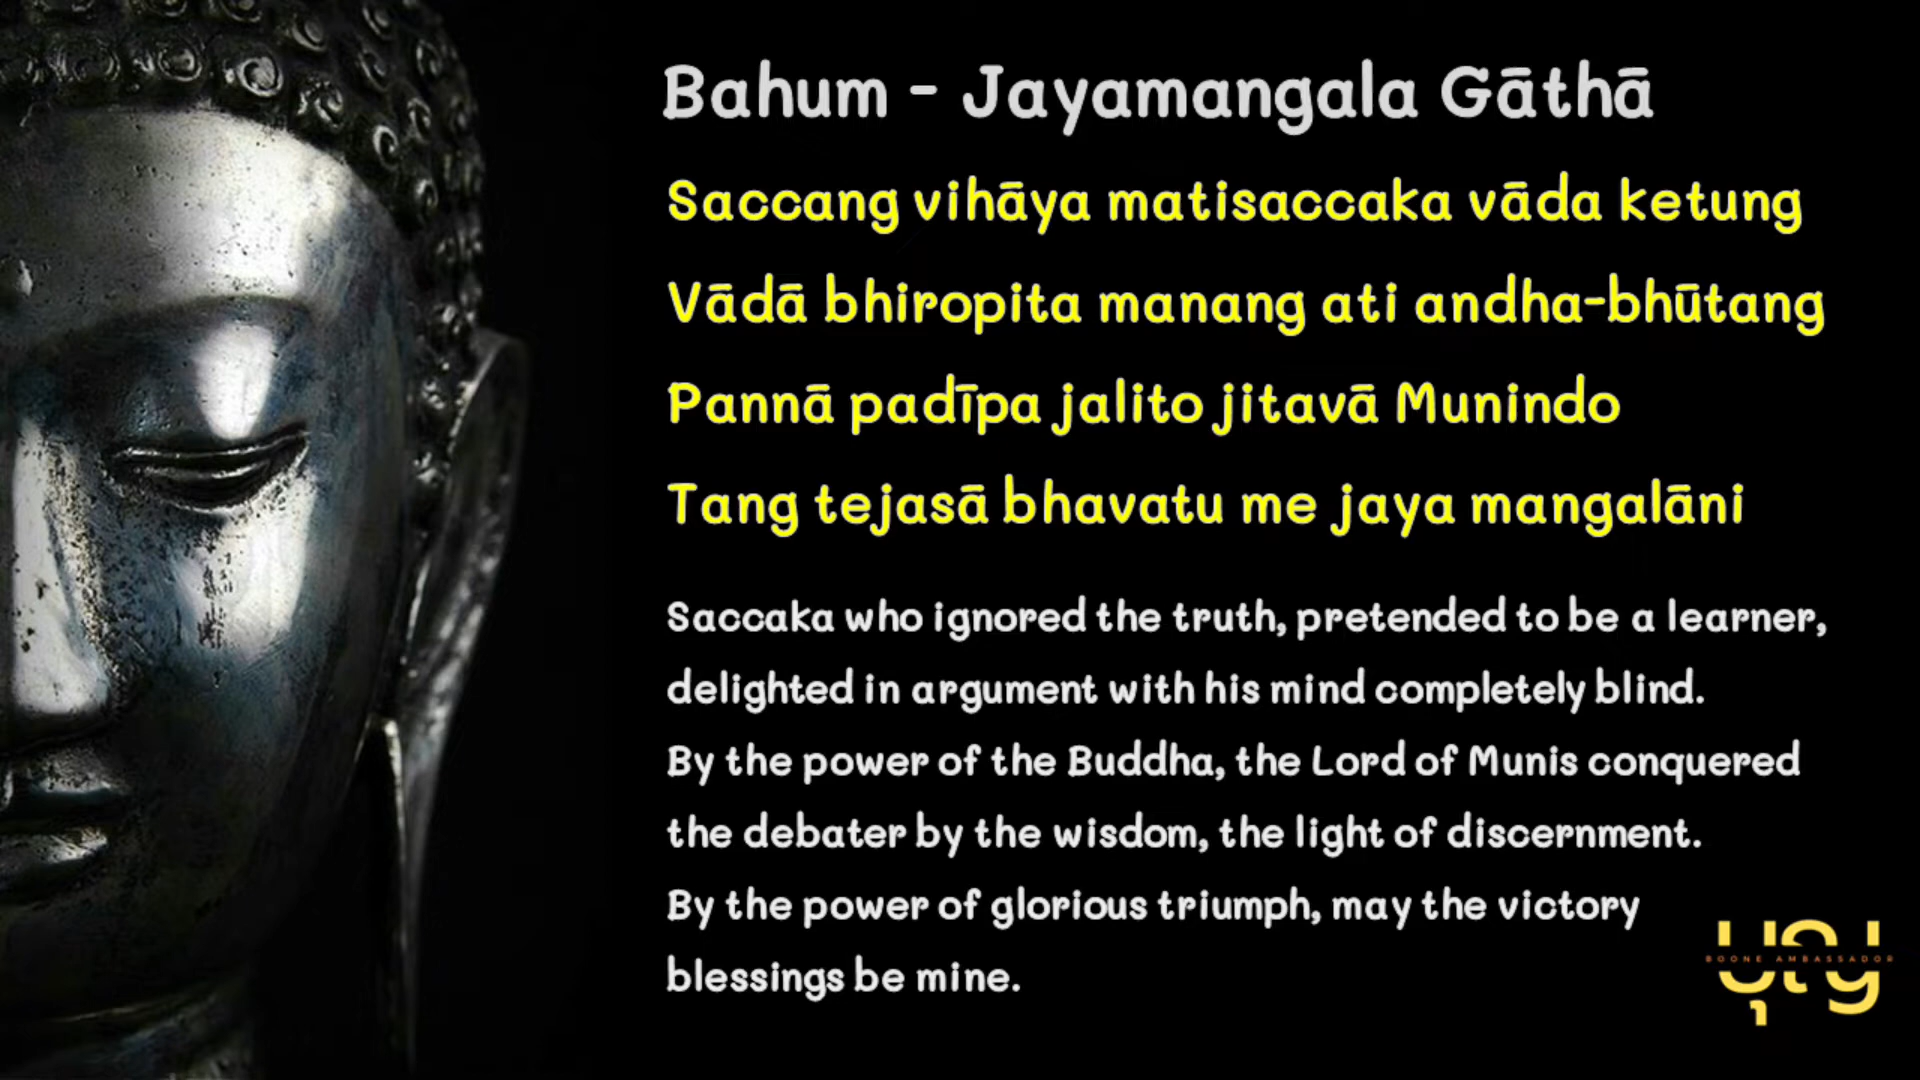 Bahum - Jayamangala Gāthā
Saccang vihāya matisaccaka vāda ketung
Vādā bhiropita manang ati andha-bhūtang
Pannā padīpa jalito jitavā Munindo
Tang tejasā bhavatu me jaya mangalāni
Saccaka who ignored the truth, pretended to be a learner,
delighted in argument with his mind completely blind.
By the power of the Buddha, the Lord of Munis conquered
the debater by the wisdom, the light of discernment.
By the power of glorious triumph, may the victory
blessings be mine.
BOONE AMBASSADOR